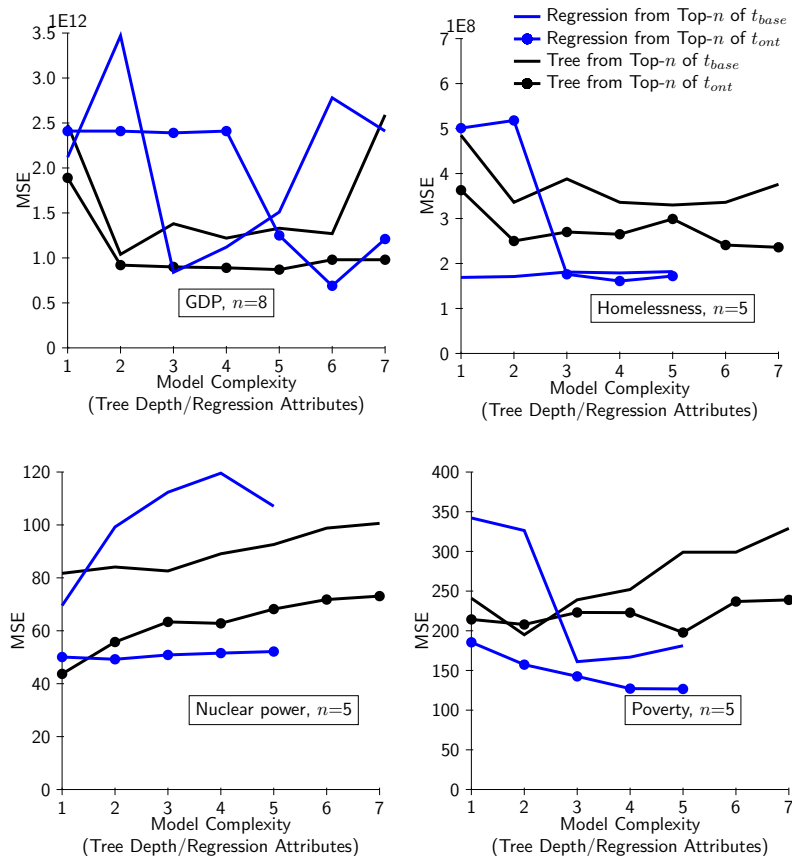 1E12
3.5
3.0
2.5
2.0
1.5
1.0
0.5
0
MSE
GDP, n=8
1 2 3 4 5 6 7
Model Complexity
(Tree Depth/Regression Attributes)
Regression from Top-n of t_base
Regression from Top-n of t_ont
Tree from Top-n of t_base
Tree from Top-n of t_ont
1E8
7
6
5
4
3
2
1
0
MSE
Homelessness, n=5
1 2 3 4 5 6 7
Model Complexity
(Tree Depth/Regression Attributes)
120
100
80
60
40
20
0
MSE
Nuclear power, n=5
1 2 3 4 5 6 7
Model Complexity
(Tree Depth/Regression Attributes)
400
350
300
250
200
150
100
50
0
MSE
Poverty, n=5
1 2 3 4 5 6 7
Model Complexity
(Tree Depth/Regression Attributes)